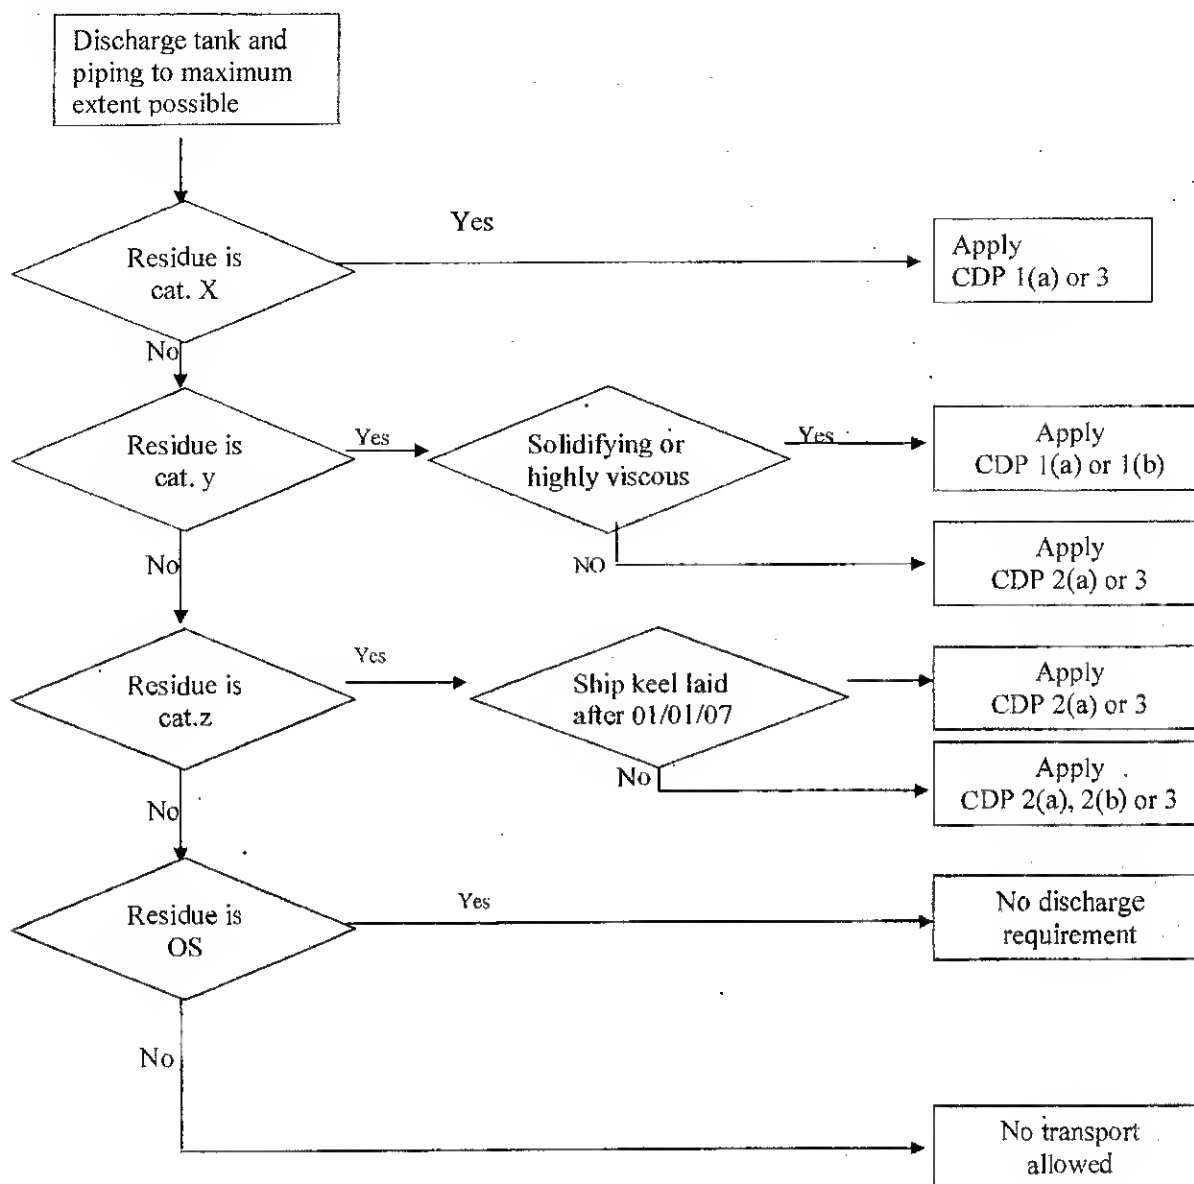 Discharge tank and
piping to maximum
extent possible
Yes
Residue is
cat. X
Apply
CDP 1(a) or 3
No
Residue is
cat. y
Yes
Solidifying or
highly viscous
Yes
Apply
CDP 1(a) or 1(b)
No
NO
Apply
CDP 2(a) or 3
Residue is
cat.z
Yes
Ship keel laid
after 01/01/07
Apply
CDP 2(a) or 3
No
No
Apply
CDP 2(a), 2(b) or 3
Residue is
OS
Yes
No discharge
requirement
No
No transport
allowed